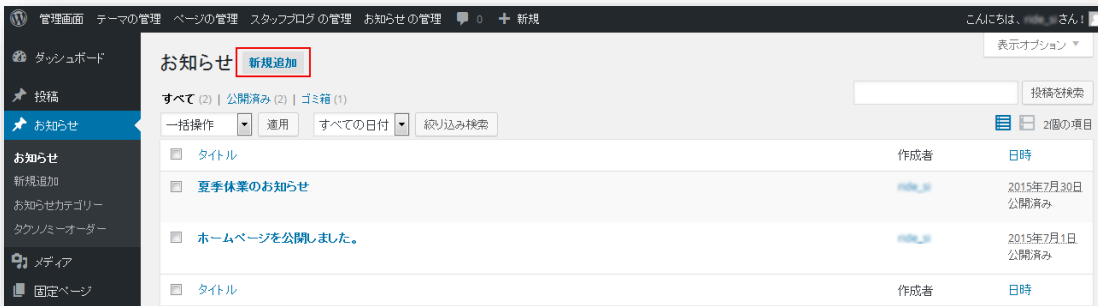 管理画面 テーマの管理 ページの管理 スタッフブログの管理 お知らせの管理 0 新規 こんにちは、 さん！
ダッシュボード
投稿
お知らせ
お知らせ
新規追加
お知らせカテゴリー
タクソノミーオーダー
メディア
固定ページ
表示オプション ▼
お知らせ 新規追加
すべて (2) | 公開済み (2) | ゴミ箱 (1)
投稿を検索
一括操作 適用 すべての日付 絞り込み検索 2個の項目
タイトル 作成者 日時
夏季休業のお知らせ 2015年7月30日
公開済み
ホームページを公開しました。 2015年7月1日
公開済み
タイトル 作成者 日時